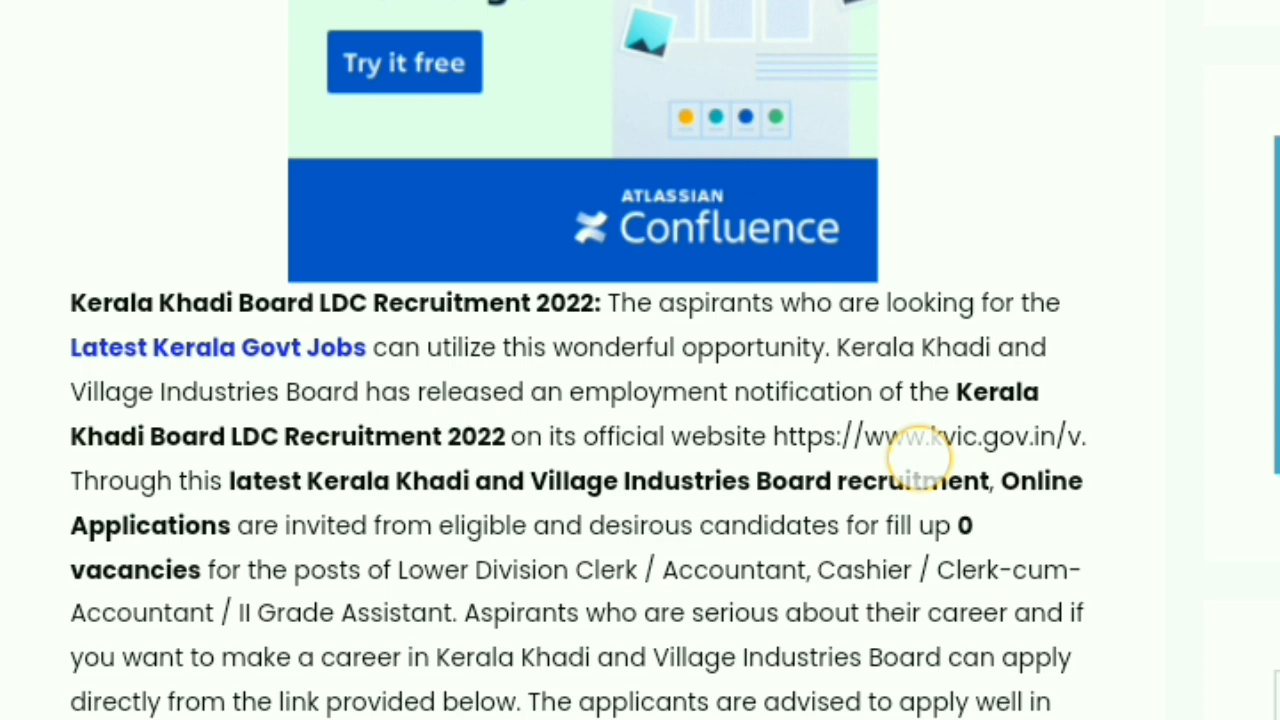 Try it free
ATLASSIAN
Confluence
Kerala Khadi Board LDC Recruitment 2022: The aspirants who are looking for the
Latest Kerala Govt Jobs can utilize this wonderful opportunity. Kerala Khadi and
Village Industries Board has released an employment notification of the Kerala
Khadi Board LDC Recruitment 2022 on its official website https://www.kvic.gov.in/v.
Through this latest Kerala Khadi and Village Industries Board recruitment, Online
Applications are invited from eligible and desirous candidates for fill up 0
vacancies for the posts of Lower Division Clerk / Accountant, Cashier / Clerk-cum-
Accountant / II Grade Assistant. Aspirants who are serious about their career and if
you want to make a career in Kerala Khadi and Village Industries Board can apply
directly from the link provided below. The applicants are advised to apply well in